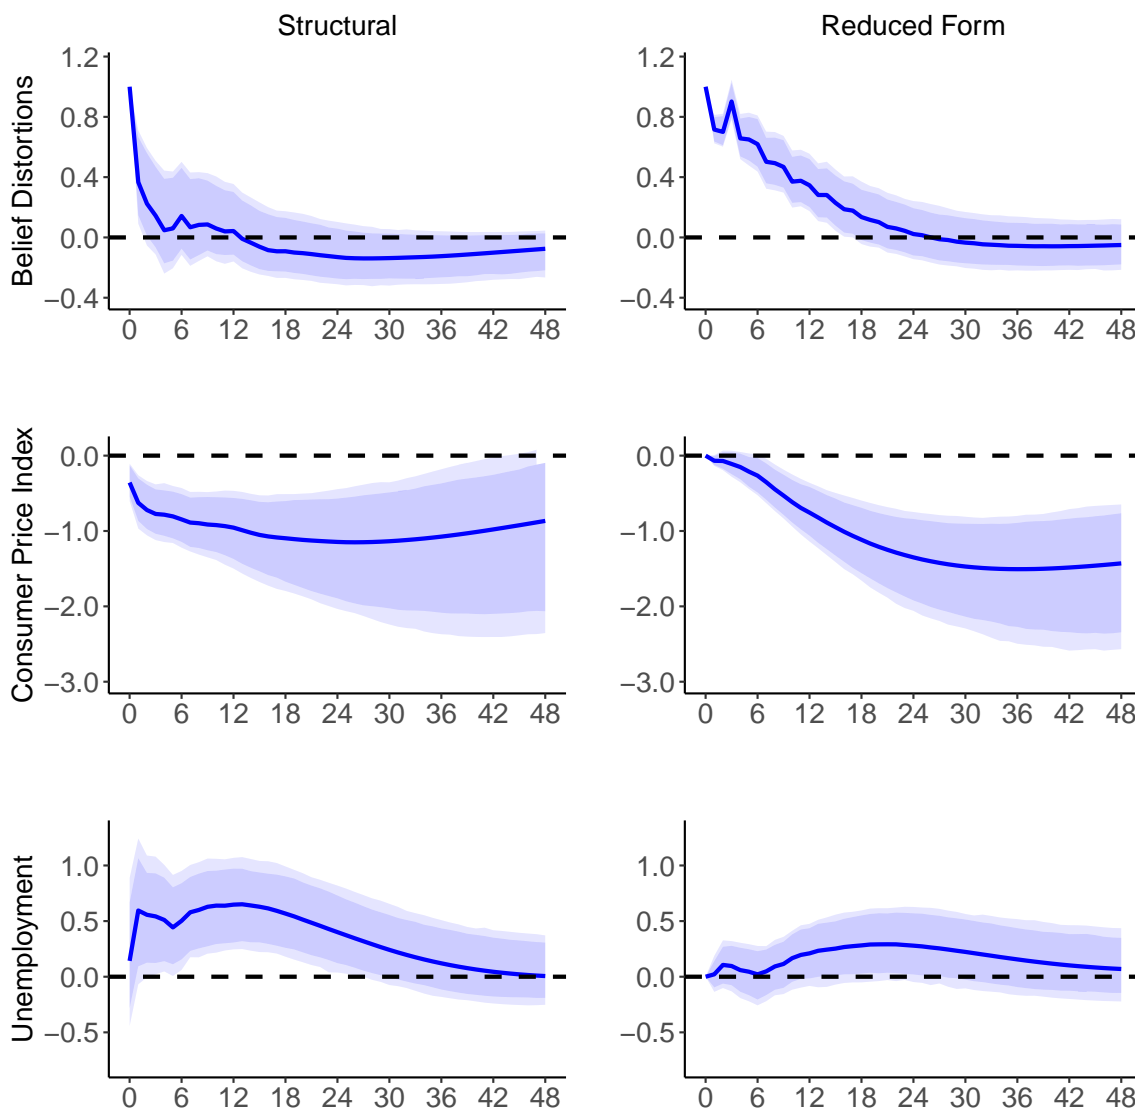 Structural
Reduced Form
Belief Distortions
1.2
0.8
0.4
0.0
−0.4
0 6 12 18 24 30 36 42 48
1.2
0.8
0.4
0.0
−0.4
0 6 12 18 24 30 36 42 48
Consumer Price Index
0.0
−1.0
−2.0
−3.0
0 6 12 18 24 30 36 42 48
0.0
−1.0
−2.0
−3.0
0 6 12 18 24 30 36 42 48
Unemployment
1.0
0.5
0.0
−0.5
0 6 12 18 24 30 36 42 48
1.0
0.5
0.0
−0.5
0 6 12 18 24 30 36 42 48